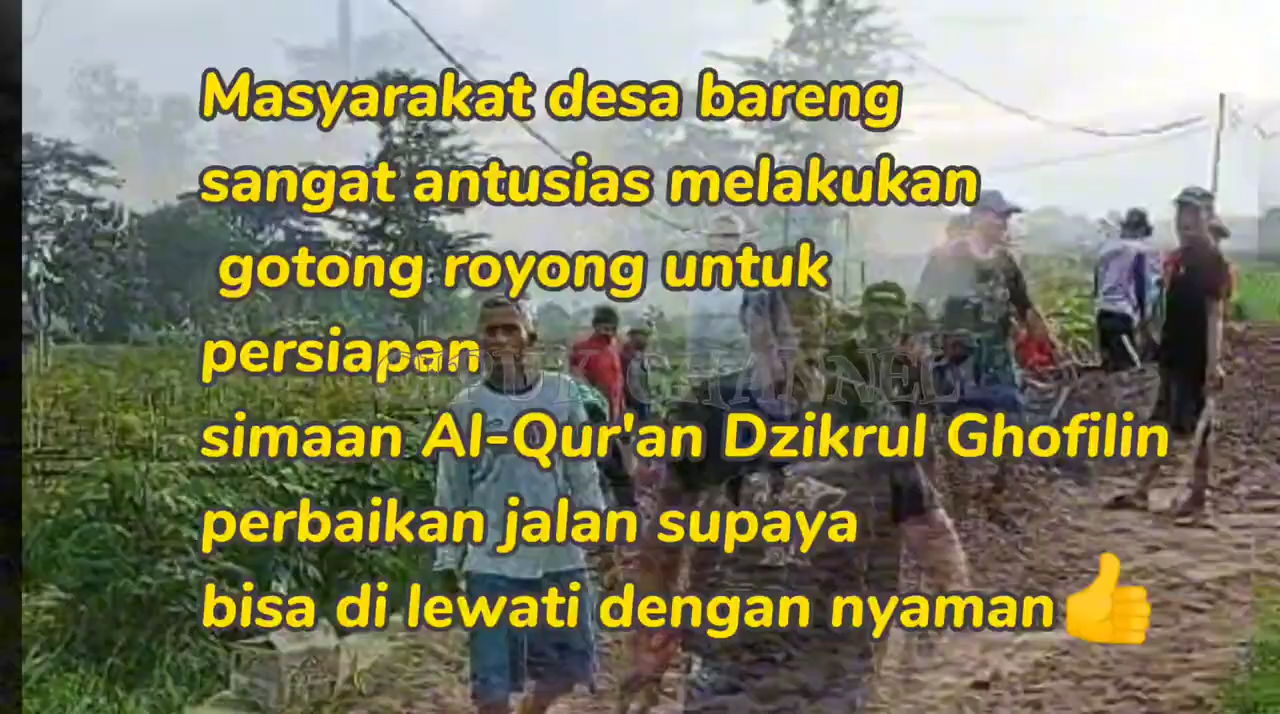 Masyarakat desa bareng
sangat antusias melakukan
gotong royong untuk
persiapan
simaan Al-Qur'an Dzikrul Ghofilin
perbaikan jalan supaya
bisa di lewati dengan nyaman
CHANNEL